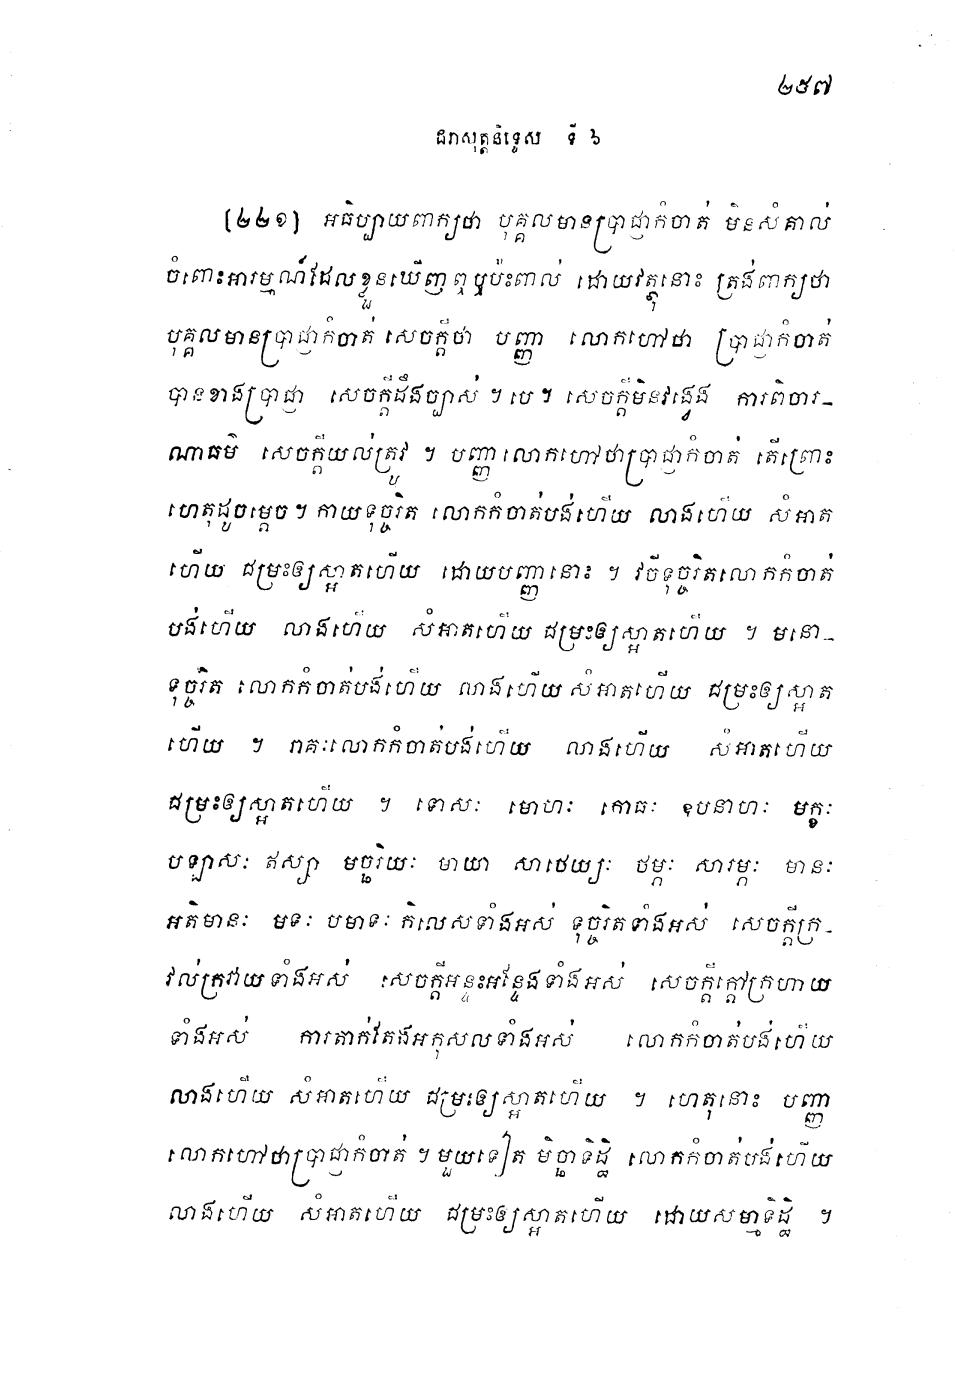 ២៥៧
ជរាសុត្តនិទ្ទេស ទី ៦
(២២១) អធិប្បាយពាក្យថា បុគ្គលមានប្រាជ្ញាកំចាត់ មិនសំគាល់
ចំពោះអារម្មណ៍ដែលខ្លួនឃើញឮ ឬប៉ះពាល់ ដោយវត្ថុនោះ ត្រង់ពាក្យថា
បុគ្គលមានប្រាជ្ញាកំចាត់ សេចក្តីថា បញ្ញា លោកហៅថា ប្រាជ្ញាកំចាត់
បានខាងប្រាជ្ញា សេចក្តីដឹងច្បាស់ ។ បេ ។ សេចក្តីមិនវង្វេង ការពិចារ-
ណាធម៌ សេចក្តីយល់ត្រូវ ។ បញ្ញា លោកហៅថាប្រាជ្ញាកំចាត់ តើព្រោះ
ហេតុដូចម្តេច ។ កាយទុច្ចរិត លោកកំចាត់បង់ហើយ លាងហើយ សំអាត
ហើយ ជម្រះឲ្យស្អាតហើយ ដោយបញ្ញានោះ ។ វចីទុច្ចរិតលោកកំចាត់
បង់ហើយ លាងហើយ សំអាតហើយ ជម្រះឲ្យស្អាតហើយ ។ មនោ-
ទុច្ចរិត លោកកំចាត់បង់ហើយ លាងហើយ សំអាតហើយ ជម្រះឲ្យស្អាត
ហើយ ។ រាគៈលោកកំចាត់បង់ហើយ លាងហើយ សំអាតហើយ
ជម្រះឲ្យស្អាតហើយ ។ ទោសៈ មោហៈ កោធៈ ឧបនាហៈ មក្ខៈ
បឡាសៈ ឥស្សា មច្ឆរិយៈ មាយា សាថេយ្យៈ ថម្ភៈ សារម្ភៈ មានៈ
អតិមានៈ មទៈ បមាទៈ កិលេសទាំងអស់ ទុច្ចរិតទាំងអស់ សេចក្តីក្រ-
វល់ក្រវាយទាំងអស់ សេចក្តីអន្ទះអន្ទែងទាំងអស់ សេចក្តីក្តៅក្រហាយ
ទាំងអស់ ការតាក់តែងអកុសលទាំងអស់ លោកកំចាត់បង់ហើយ
លាងហើយ សំអាតហើយ ជម្រះឲ្យស្អាតហើយ ។ ហេតុនោះ បញ្ញា
លោកហៅថាប្រាជ្ញាកំចាត់ ។ មួយទៀត មិច្ឆាទិដ្ឋិ លោកកំចាត់បង់ហើយ
លាងហើយ សំអាតហើយ ជម្រះឲ្យស្អាតហើយ ដោយសម្មាទិដ្ឋិ ។